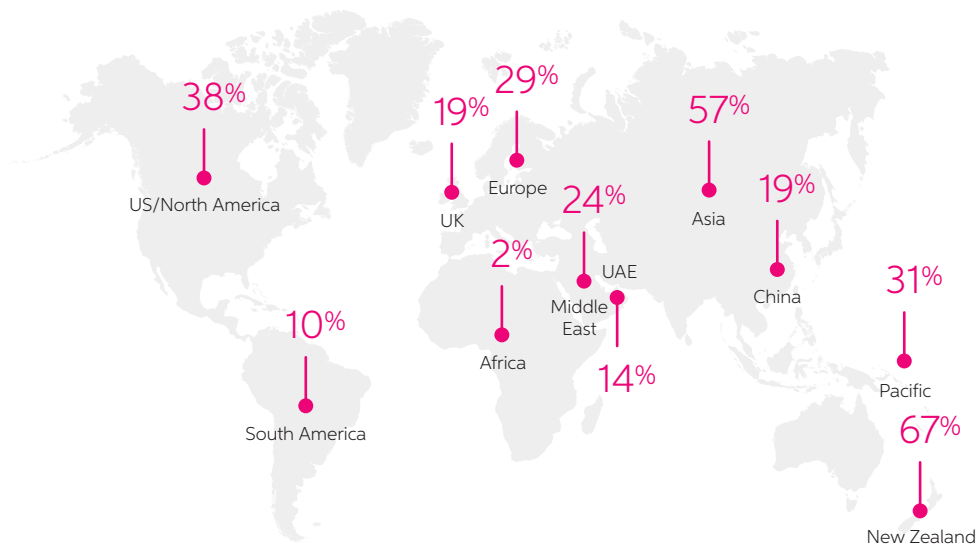 38%
US/North America
19%
UK
29%
Europe
57%
Asia
24%
Middle
East
UAE
14%
19%
China
2%
Africa
10%
South America
31%
Pacific
67%
New Zealand